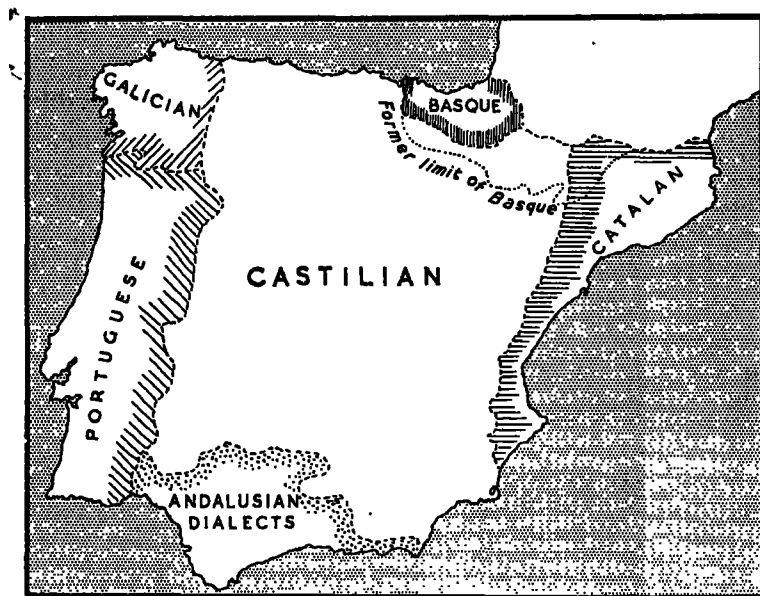 GALICIAN
BASQUE
Former limit of Basque
CATALAN
CASTILIAN
PORTUGUESE
ANDALUSIAN
DIALECTS